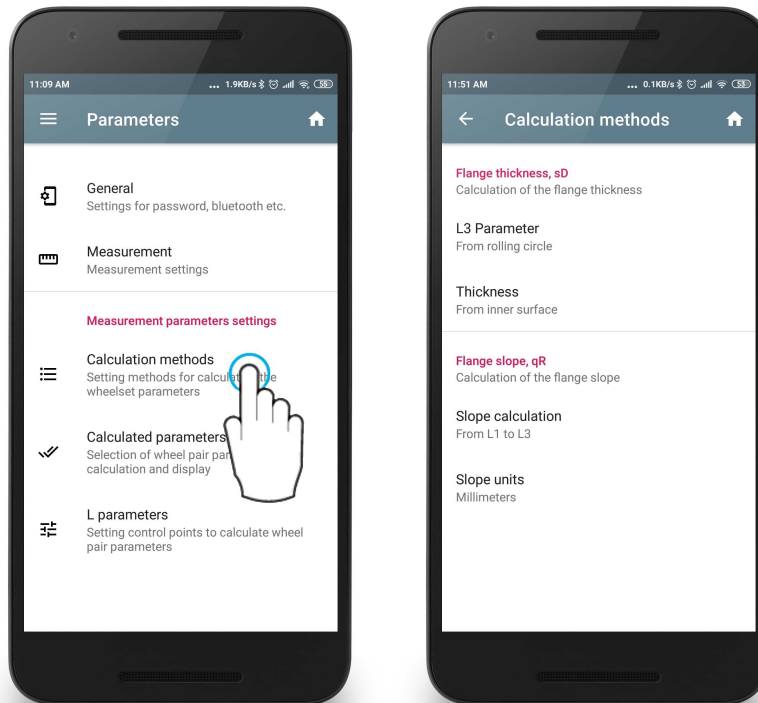 11:09 AM
... 1.9KB/s 55
Parameters
General
Settings for password, bluetooth etc.
Measurement
Measurement settings
Measurement parameters settings
Calculation methods
Setting methods for calculat the
wheelset parameters
Calculated parameters
Selection of wheel pair par
calculation and display
L parameters
Setting control points to calculate wheel
pair parameters
11:51 AM
... 0.1KB/s 53
Calculation methods
Flange thickness, sD
Calculation of the flange thickness
L3 Parameter
From rolling circle
Thickness
From inner surface
Flange slope, qR
Calculation of the flange slope
Slope calculation
From L1 to L3
Slope units
Millimeters